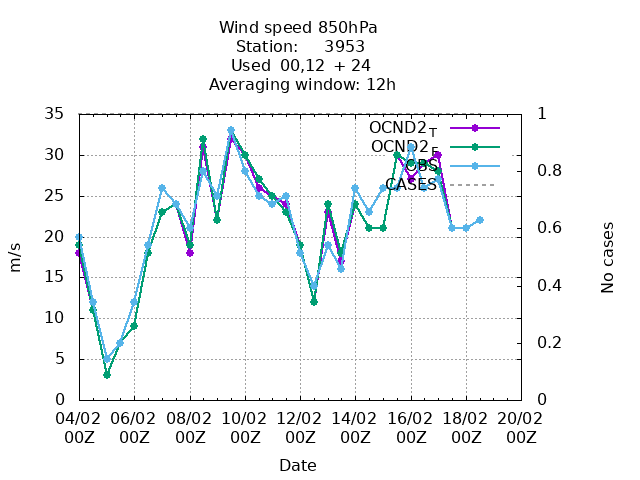 Wind speed 850hPa
Station: 3953
Used 00,12 + 24
Averaging window: 12h
35 1
OCND2T
30
OCND2E
OBS
25 0.8
CASES
20 0.6
15 0.4
10
5 0.2
0 0
m/s
No cases
04/02 06/02 08/02 10/02 12/02 14/02 16/02 18/02 20/02
00Z 00Z 00Z 00Z 00Z 00Z 00Z 00Z 00Z
Date